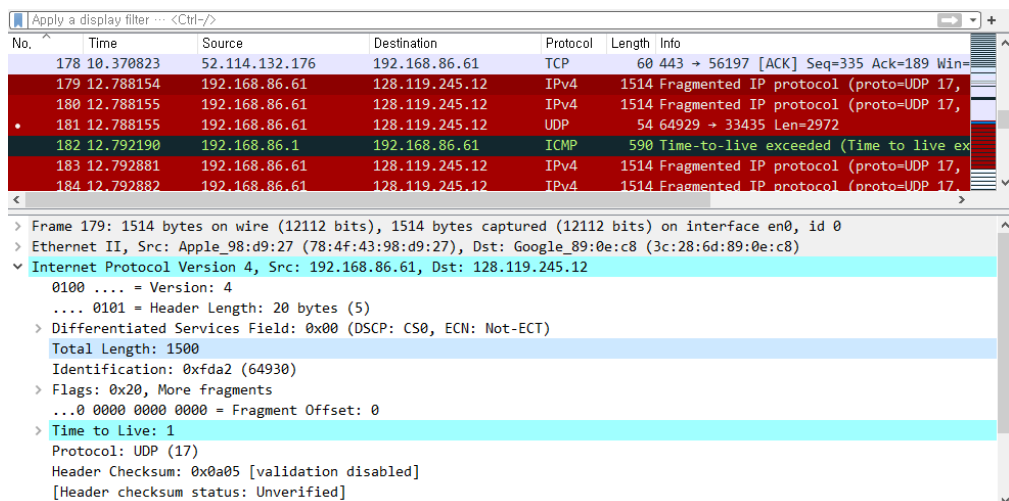 Apply a display filter ... <Ctrl-/>
No. Time Source Destination Protocol Length Info
178 10.370823 52.114.132.176 192.168.86.61 TCP 60 443 → 56197 [ACK] Seq=335 Ack=189 Win=
179 12.788154 192.168.86.61 128.119.245.12 IPv4 1514 Fragmented IP protocol (proto=UDP 17,
180 12.788155 192.168.86.61 128.119.245.12 IPv4 1514 Fragmented IP protocol (proto=UDP 17,
181 12.788155 192.168.86.61 128.119.245.12 UDP 54 64929 → 33435 Len=2972
182 12.792190 192.168.86.1 192.168.86.61 ICMP 590 Time-to-live exceeded (Time to live ex
183 12.792881 192.168.86.61 128.119.245.12 IPv4 1514 Fragmented IP protocol (proto=UDP 17,
184 12.792882 192.168.86.61 128.119.245.12 IPv4 1514 Fragmented IP protocol (proto=UDP 17,
Frame 179: 1514 bytes on wire (12112 bits), 1514 bytes captured (12112 bits) on interface en0, id 0
Ethernet II, Src: Apple_98:d9:27 (78:4f:43:98:d9:27), Dst: Google_89:0e:c8 (3c:28:6d:89:0e:c8)
Internet Protocol Version 4, Src: 192.168.86.61, Dst: 128.119.245.12
0100 .... = Version: 4
.... 0101 = Header Length: 20 bytes (5)
Differentiated Services Field: 0x00 (DSCP: CS0, ECN: Not-ECT)
Total Length: 1500
Identification: 0xfda2 (64930)
Flags: 0x20, More fragments
...0 0000 0000 0000 = Fragment Offset: 0
Time to Live: 1
Protocol: UDP (17)
Header Checksum: 0x0a05 [validation disabled]
[Header checksum status: Unverified]